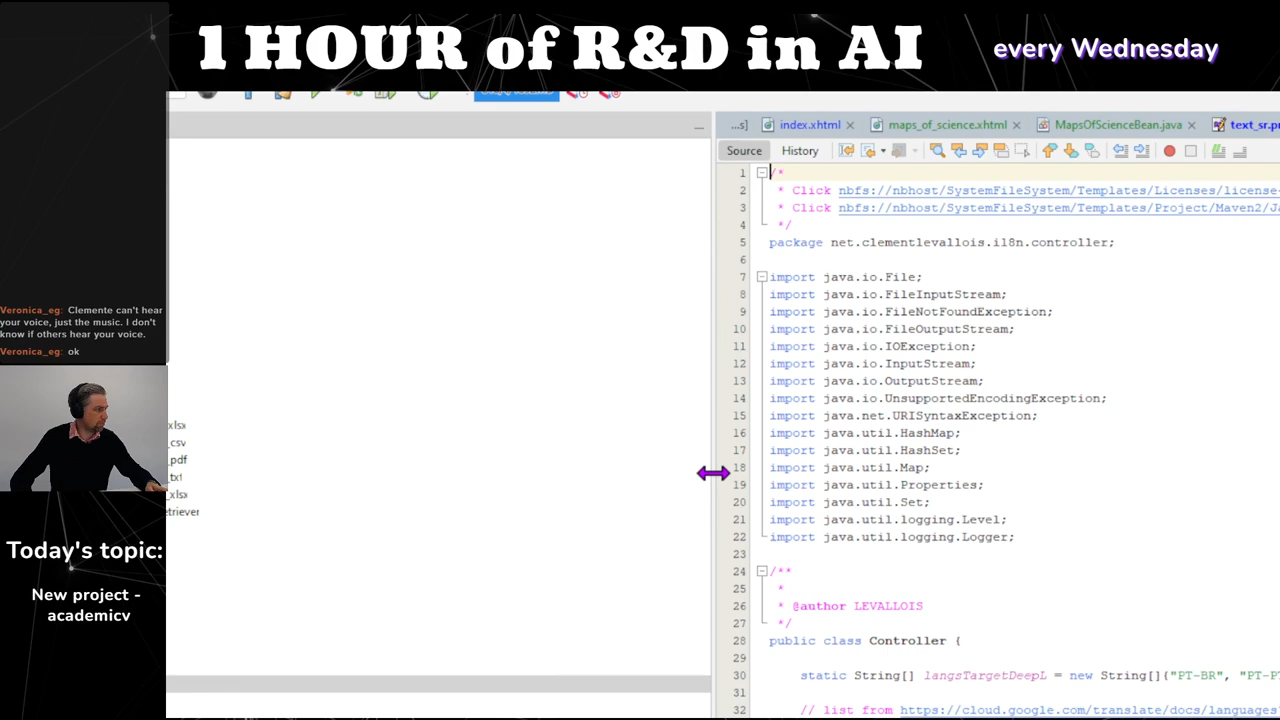 1 HOUR of R&D in AI
every Wednesday
Veronica_eg: Clemente can't hear
your voice, just the music. I don't
know if others hear your voice.
Veronica_eg: ok
xlsx
_csv
_pdf
_txt
_xlsx
etriever
Today's topic:
New project -
academicv
...s] index.xhtml maps_of_science.xhtml MapsOfScienceBean.java text_sr.pr
Source History
1 /*
2 * Click nbfs://nbhost/SystemFileSystem/Templates/Licenses/license-
3 * Click nbfs://nbhost/SystemFileSystem/Templates/Project/Maven2/Ja
4 */
5 package net.clementlevallois.i18n.controller;
6
7 import java.io.File;
8 import java.io.FileInputStream;
9 import java.io.FileNotFoundException;
10 import java.io.FileOutputStream;
11 import java.io.IOException;
12 import java.io.InputStream;
13 import java.io.OutputStream;
14 import java.io.UnsupportedEncodingException;
15 import java.net.URISyntaxException;
16 import java.util.HashMap;
17 import java.util.HashSet;
18 import java.util.Map;
19 import java.util.Properties;
20 import java.util.Set;
21 import java.util.logging.Level;
22 import java.util.logging.Logger;
23
24 /**
25 *
26 * @author LEVALLOIS
27 */
28 public class Controller {
29
30 static String[] langsTargetDeepL = new String[]{"PT-BR", "PT-PT
31
32 // list from https://cloud.google.com/translate/docs/languages